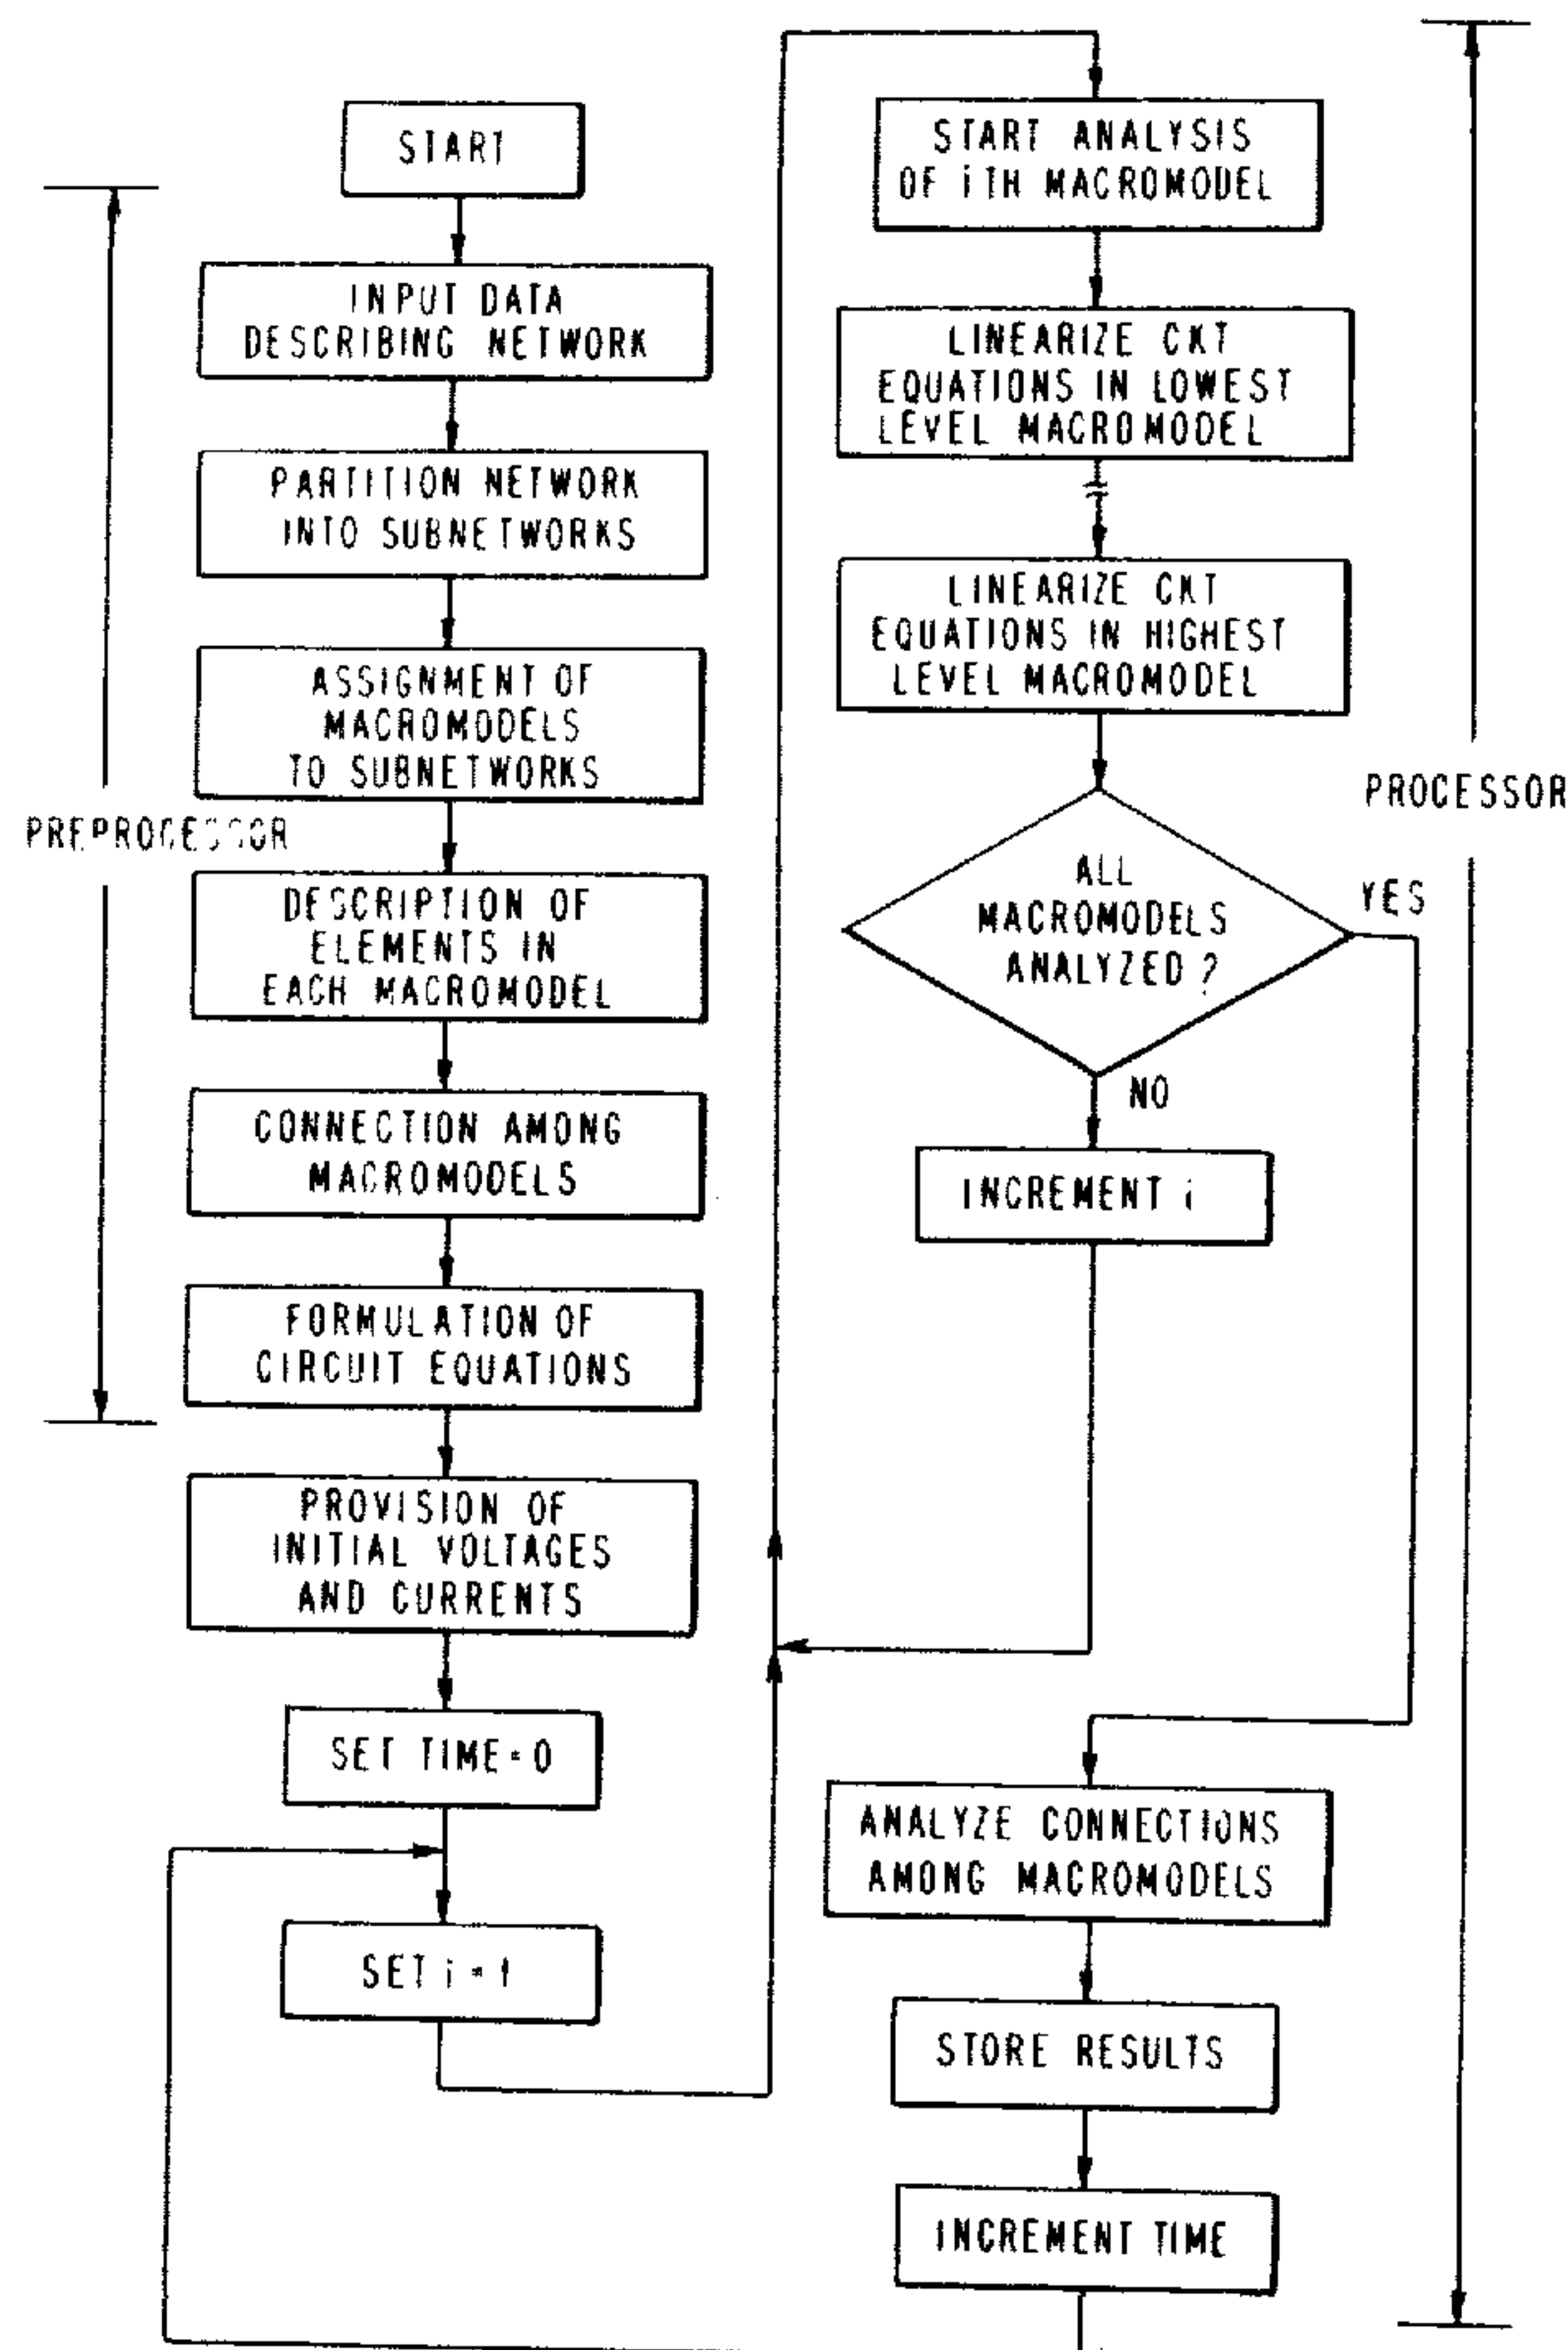 START
INPUT DATA
DESCRIBING NETWORK
PARTITION NETWORK
INTO SUBNETWORKS
ASSIGNMENT OF
MACROMODELS
TO SUBNETWORKS
PREPROCESSOR
DESCRIPTION OF
ELEMENTS IN
EACH MACROMODEL
CONNECTION AMONG
MACROMODELS
FORMULATION OF
CIRCUIT EQUATIONS
PROVISION OF
INITIAL VOLTAGES
AND CURRENTS
SET TIME=0
SET i=1
START ANALYSIS
OF iTH MACROMODEL
LINEARIZE CKT
EQUATIONS IN LOWEST
LEVEL MACROMODEL
LINEARIZE CKT
EQUATIONS IN HIGHEST
LEVEL MACROMODEL
PROCESSOR
ALL
MACROMODELS
ANALYZED?
YES
NO
INCREMENT i
ANALYZE CONNECTIONS
AMONG MACROMODELS
STORE RESULTS
INCREMENT TIME